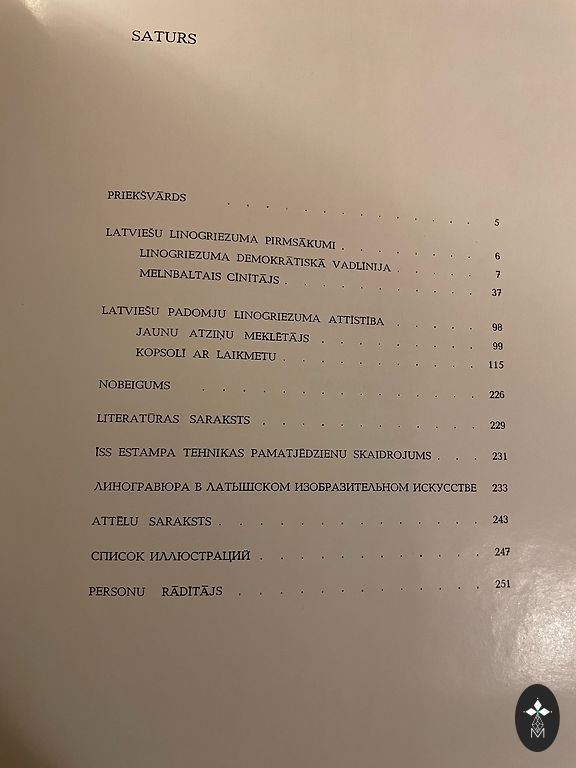 SATURS
PRIEKŠVĀRDS . . . . . . . . . . . . . 5
LATVIEŠU LINOGRIEZUMA PIRMSĀKUMI . . . . . . . . 6
LINOGRIEZUMA DEMOKRĀTISKĀ VADLĪNIJA . . . . . 7
MELNBALTAIS CĪNĪTĀJS . . . . . . . . . . 37
LATVIEŠU PADOMJU LINOGRIEZUMA ATTĪSTĪBA . . . . . 98
JAUNU ATZIŅU MEKLĒTĀJS . . . . . . . . 99
KOPSOLĪ AR LAIKMETU . . . . . . . . . . 115
NOBEIGUMS . . . . . . . . . . . . . . 226
LITERATŪRAS SARAKSTS . . . . . . . . . . . 229
ĪSS ESTAMPA TEHNIKAS PAMATJĒDZIENU SKAIDROJUMS . . . 231
ЛИНОГРАВЮРА В ЛАТЫШСКОМ ИЗОБРАЗИТЕЛЬНОМ ИСКУССТВЕ 233
ATTĒLU SARAKSTS . . . . . . . . . . . . . 243
СПИСОК ИЛЛЮСТРАЦИЙ . . . . . . . . . . . 247
PERSONU RĀDĪTĀJS . . . . . . . . . . . . 251
M